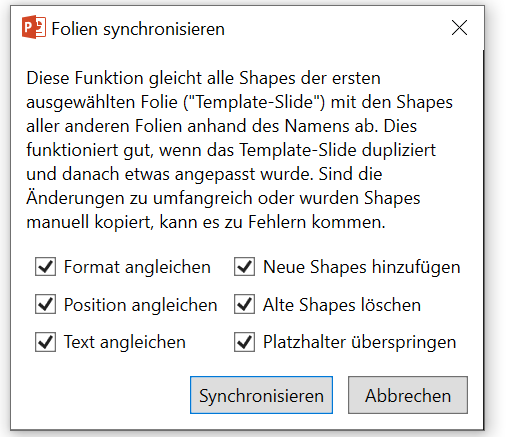 Folien synchronisieren
Diese Funktion gleicht alle Shapes der ersten
ausgewählten Folie ("Template-Slide") mit den Shapes
aller anderen Folien anhand des Namens ab. Dies
funktioniert gut, wenn das Template-Slide dupliziert
und danach etwas angepasst wurde. Sind die
Änderungen zu umfangreich oder wurden Shapes
manuell kopiert, kann es zu Fehlern kommen.
Format angleichen Neue Shapes hinzufügen
Position angleichen Alte Shapes löschen
Text angleichen Platzhalter überspringen
Synchronisieren Abbrechen